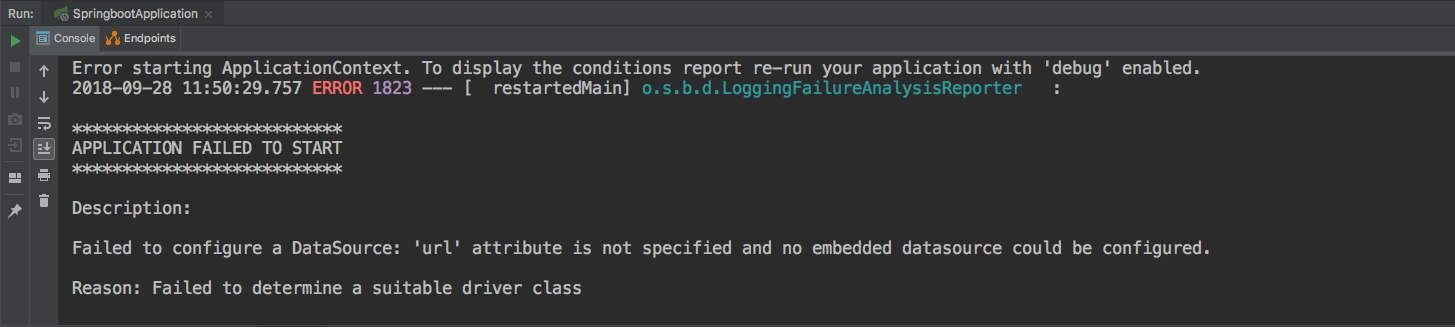 Run: SpringbootApplication ×
Console Endpoints
Error starting ApplicationContext. To display the conditions report re-run your application with 'debug' enabled.
2018-09-28 11:50:29.757 ERROR 1823 --- [  restartedMain] o.s.b.d.LoggingFailureAnalysisReporter   :
***************************
APPLICATION FAILED TO START
***************************
Description:
Failed to configure a DataSource: 'url' attribute is not specified and no embedded datasource could be configured.
Reason: Failed to determine a suitable driver class